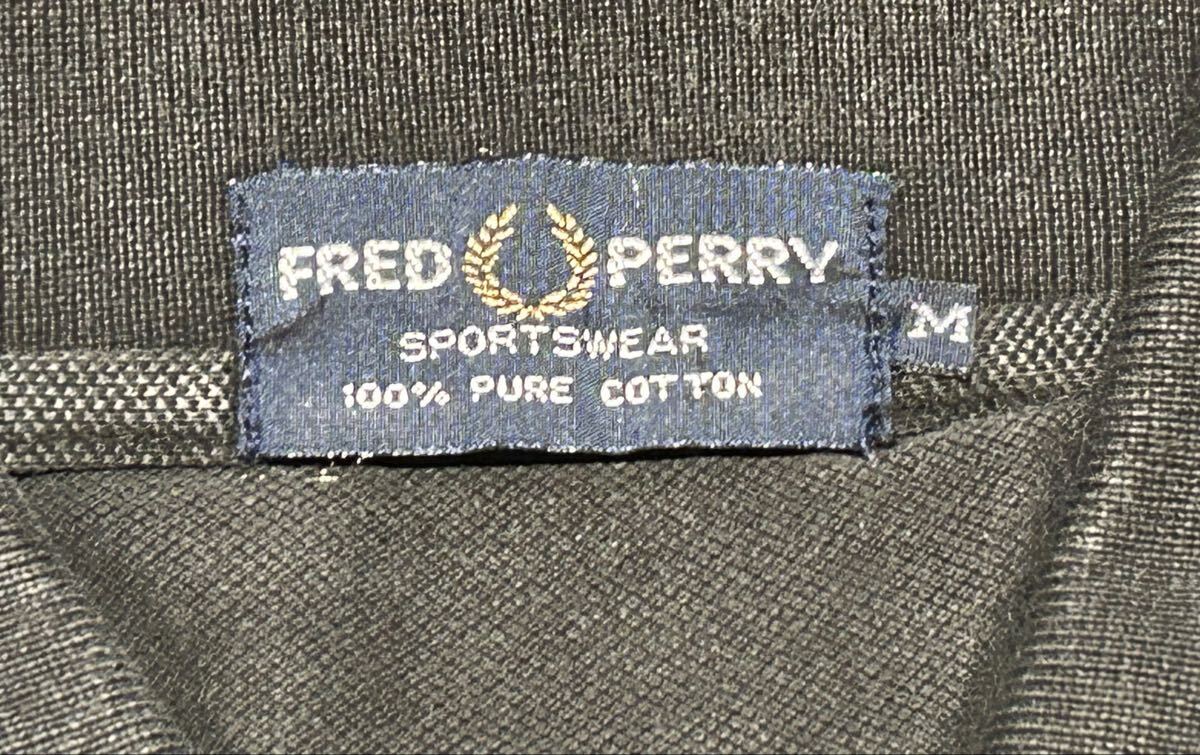 FRED PERRY
SPORTSWEAR
100% PURE COTTON
M